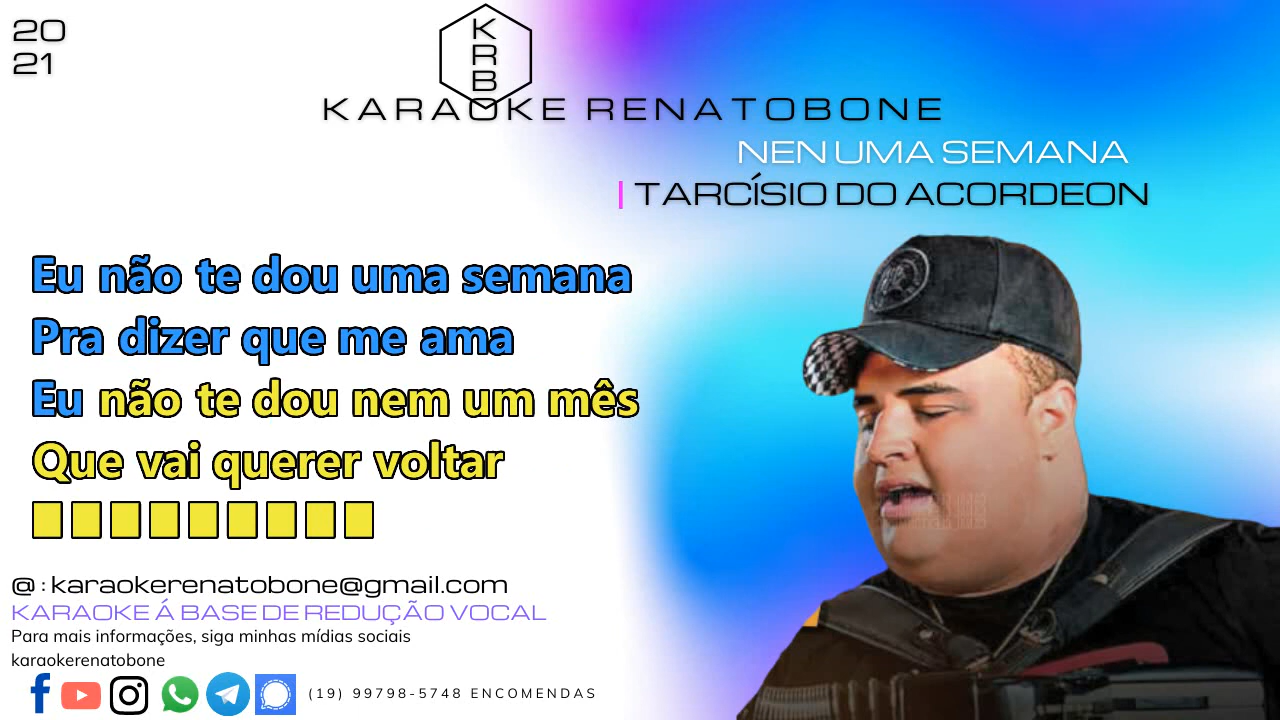 20
21
K
R
B
KARAOKE RENATOBONE
NEN UMA SEMANA
| TARCÍSIO DO ACORDEON
Eu não te dou uma semana
Pra dizer que me ama
Eu não te dou nem um mês
Que vai querer voltar
@ : karaokerenatobone@gmail.com
KARAOKE Á BASE DE REDUÇÃO VOCAL
Para mais informações, siga minhas mídias sociais
karaokerenatobone
(19) 99798-5748 ENCOMENDAS